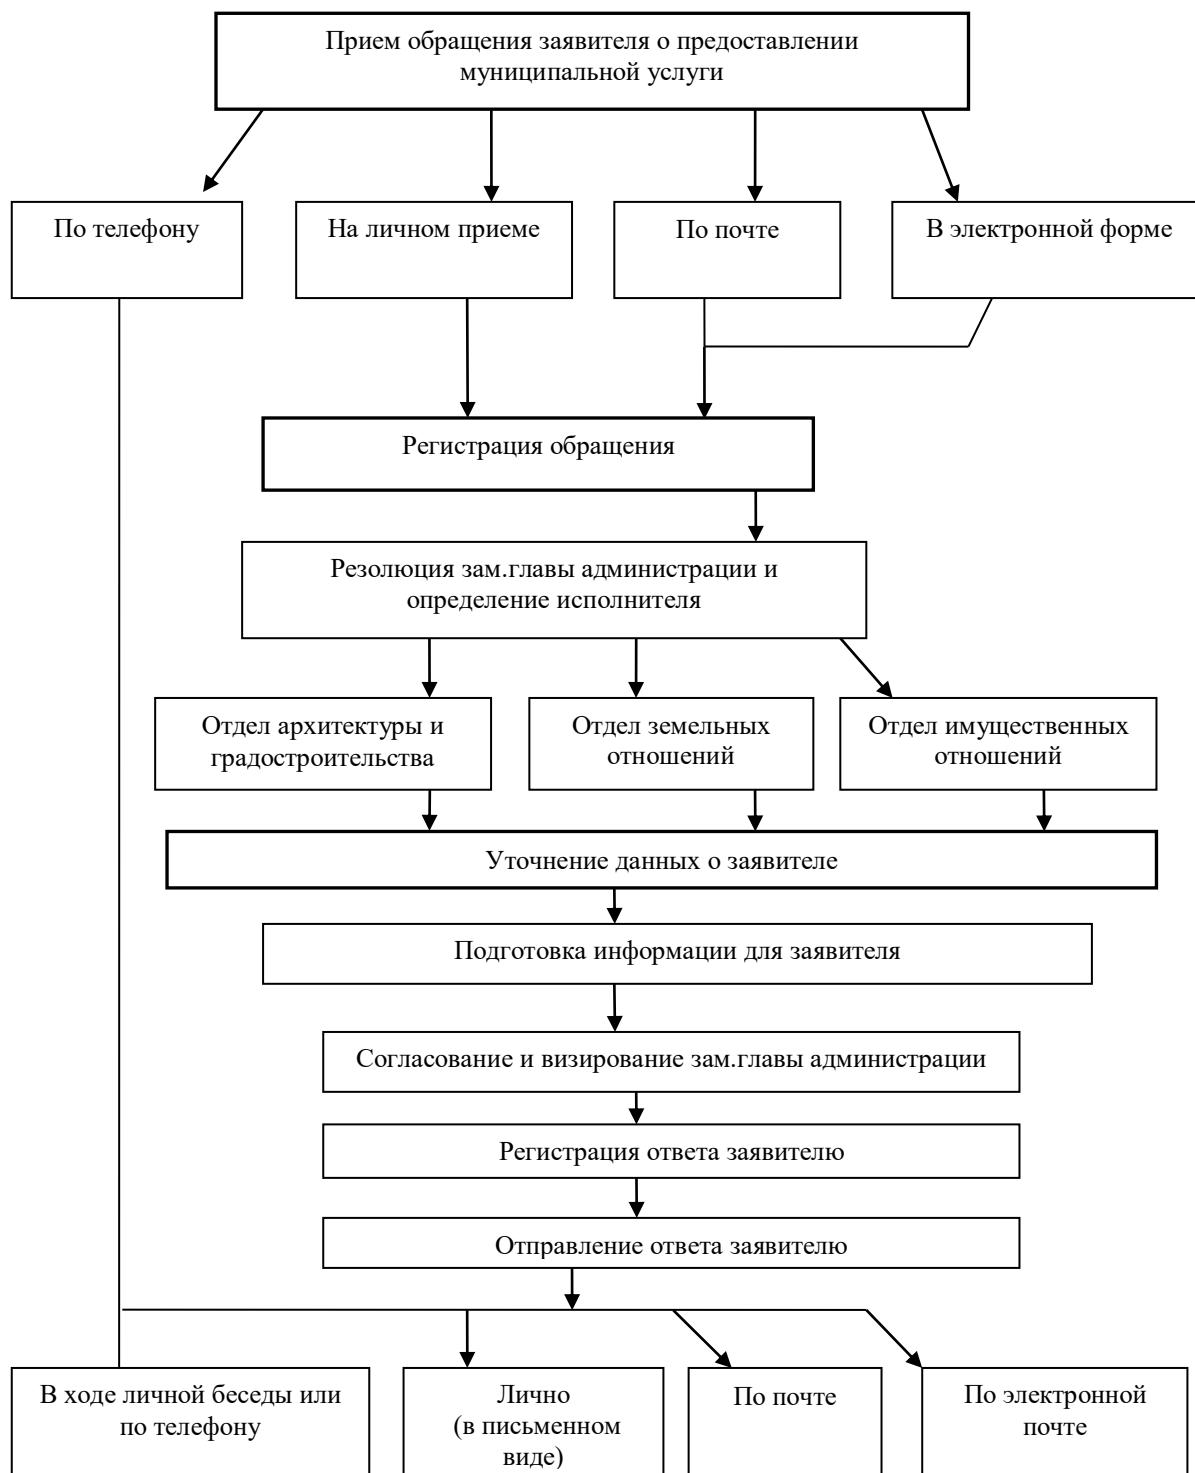 Прием обращения заявителя о предоставлении
муниципальной услуги
По телефону
На личном приеме
По почте
В электронной форме
Регистрация обращения
Резолюция зам.главы администрации и
определение исполнителя
Отдел архитектуры и
градостроительства
Отдел земельных
отношений
Отдел имущественных
отношений
Уточнение данных о заявителе
Подготовка информации для заявителя
Согласование и визирование зам.главы администрации
Регистрация ответа заявителю
Отправление ответа заявителю
В ходе личной беседы или
по телефону
Лично
(в письменном
виде)
По почте
По электронной
почте